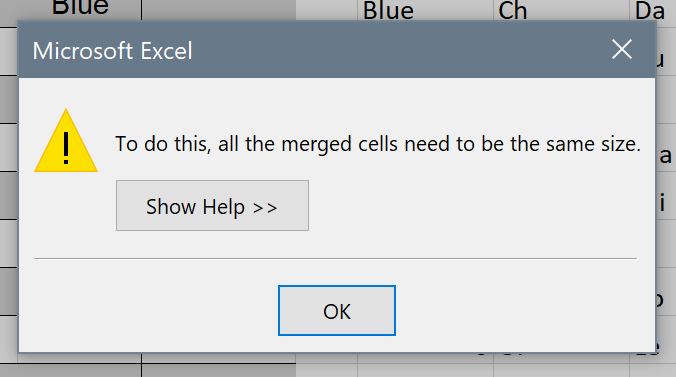 Blue Blue Ch Da
Microsoft Excel
To do this, all the merged cells need to be the same size.
Show Help >>
OK